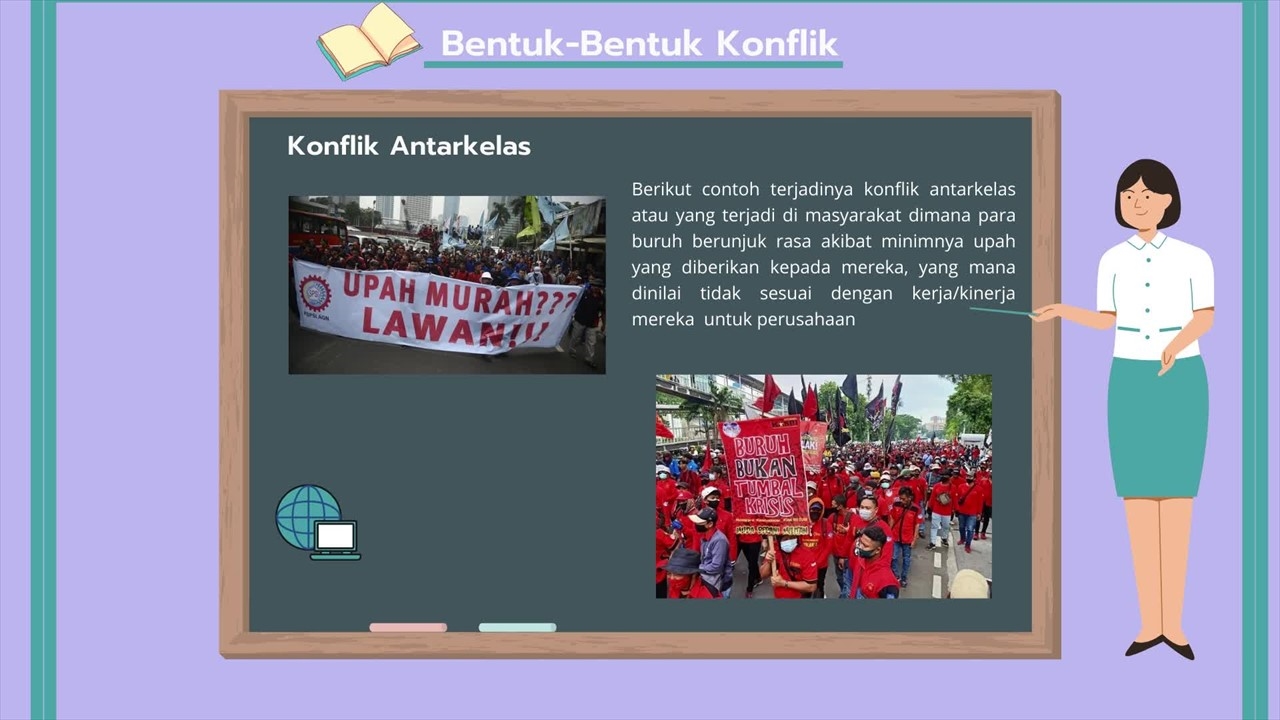 Bentuk-Bentuk Konflik
Konflik Antarkelas
Berikut contoh terjadinya konflik antarkelas
atau yang terjadi di masyarakat dimana para
buruh berunjuk rasa akibat minimnya upah
yang diberikan kepada mereka, yang mana
dinilai tidak sesuai dengan kerja/kinerja
mereka untuk perusahaan
UPAH MURAH???
LAWAN!!!
BURUH
BUKAN
TUMBAL
KRISIS